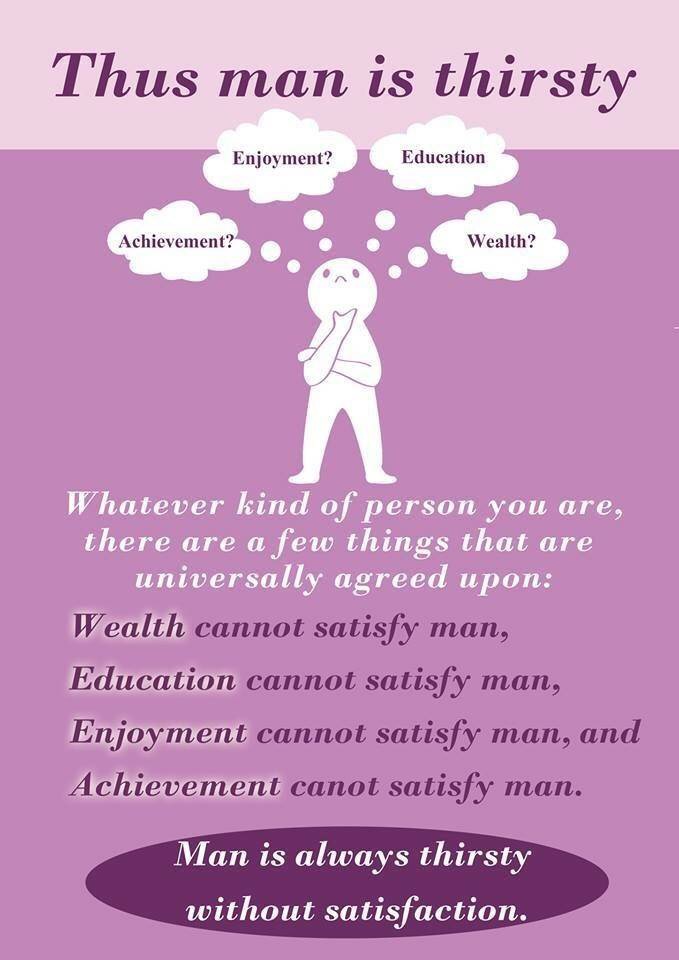 Thus man is thirsty
Enjoyment?
Education
Achievement?
Wealth?
Whatever kind of person you are,
there are a few things that are
universally agreed upon:
Wealth cannot satisfy man,
Education cannot satisfy man,
Enjoyment cannot satisfy man, and
Achievement canot satisfy man.
Man is always thirsty
without satisfaction.